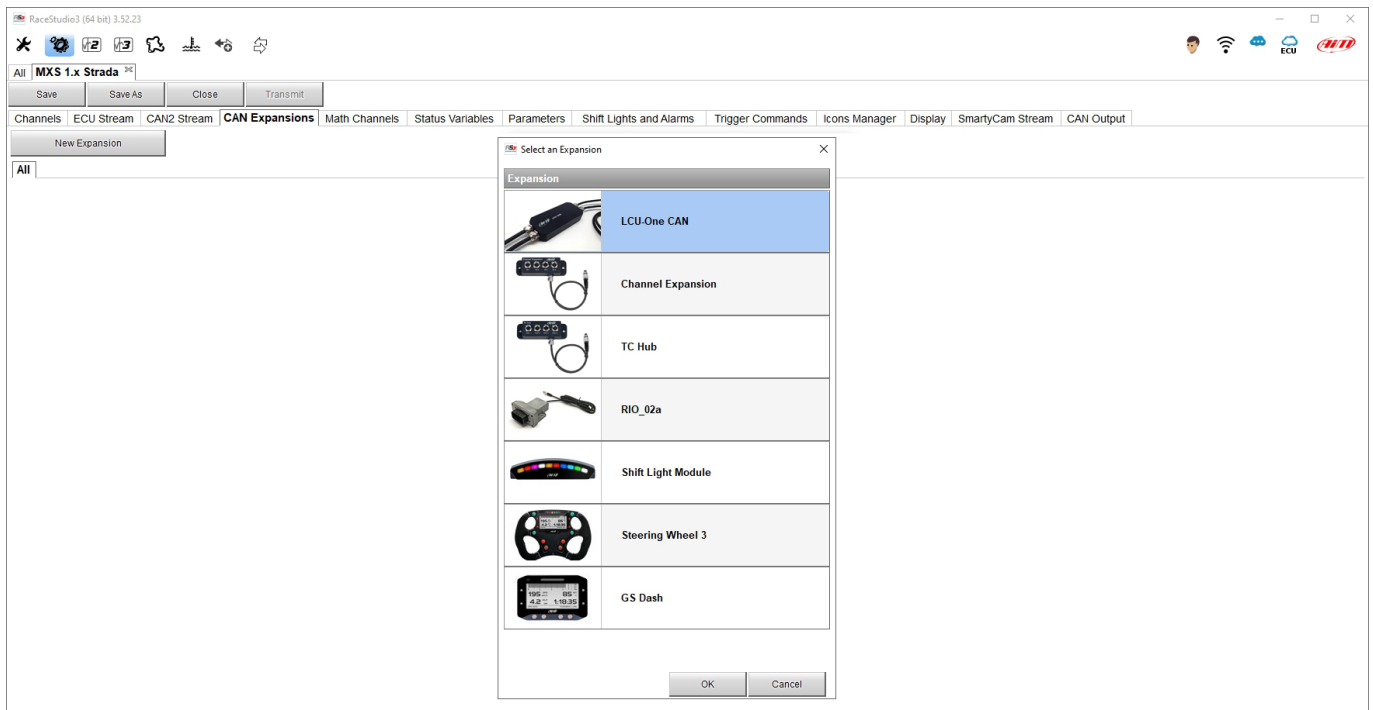 RaceStudio3 (64 bit) 3.52.23
ECU
AiM
All MXS 1.x Strada
Save Save As Close Transmit
Channels ECU Stream CAN2 Stream CAN Expansions Math Channels Status Variables Parameters Shift Lights and Alarms Trigger Commands Icons Manager Display SmartyCam Stream CAN Output
New Expansion
All
Select an Expansion
Expansion
LCU-One CAN
Channel Expansion
TC Hub
RIO_02a
Shift Light Module
Steering Wheel 3
GS Dash
OK Cancel